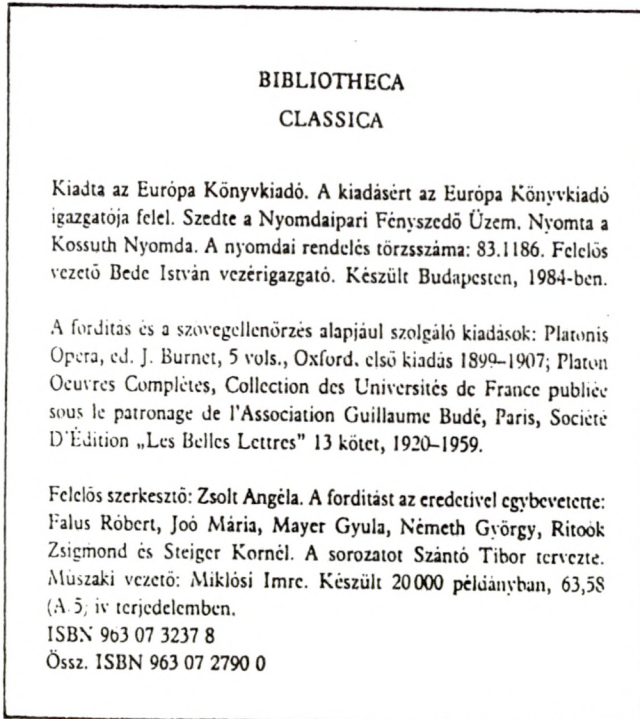 BIBLIOTHECA
CLASSICA
Kiadta az Európa Könyvkiadó. A kiadásért az Európa Könyvkiadó
igazgatója felel. Szedte a Nyomdaipari Fényszedő Üzem. Nyomta a
Kossuth Nyomda. A nyomdai rendelés törzsszáma: 83.1186. Felelős
vezető Bede István vezérigazgató. Készült Budapesten, 1984-ben.
A fordítás és a szövegellenőrzés alapjául szolgáló kiadások: Platonis
Opera, ed. J. Burnet, 5 vols., Oxford, első kiadás 1899–1907; Platon
Oeuvres Complètes, Collection des Universités de France publiée
sous le patronage de l'Association Guillaume Budé, Paris, Société
D'Édition „Les Belles Lettres” 13 kötet, 1920–1959.
Felelős szerkesztő: Zsolt Angéla. A fordítást az eredetivel egybevetette:
Falus Róbert, Joó Mária, Mayer Gyula, Németh György, Ritoók
Zsigmond és Steiger Kornél. A sorozatot Szántó Tibor tervezte.
Műszaki vezető: Miklósi Imre. Készült 20 000 példányban, 63,58
(A 5) ív terjedelemben.
ISBN 963 07 3237 8
Össz. ISBN 963 07 2790 0